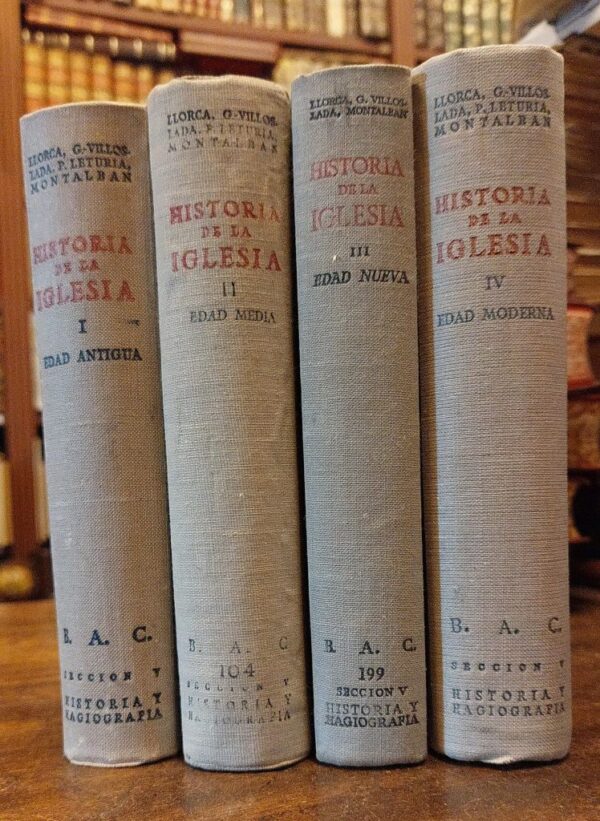 LLORCA, G.-VILLOS-
LADA, P. LETURIA,
MONTALBAN
HISTORIA
DE LA
IGLESIA
I
EDAD ANTIGUA
B. A. C.
SECCION V
HISTORIA Y
HAGIOGRAFIA
LLORCA, G.-VILLOS-
LADA, P. LETURIA,
MONTALBAN
HISTORIA
DE LA
IGLESIA
II
EDAD MEDIA
B. A. C.
104
SECCION V
HISTORIA Y
HAGIOGRAFIA
LLORCA, G. VILLOS-
LADA, MONTALBAN
HISTORIA
DE LA
IGLESIA
III
EDAD NUEVA
B. A. C.
199
SECCION V
HISTORIA Y
HAGIOGRAFIA
LLORCA, G.-VILLOS-
LADA, P. LETURIA,
MONTALBAN
HISTORIA
DE LA
IGLESIA
IV
EDAD MODERNA
B. A. C.
SECCION V
HISTORIA Y
HAGIOGRAFIA